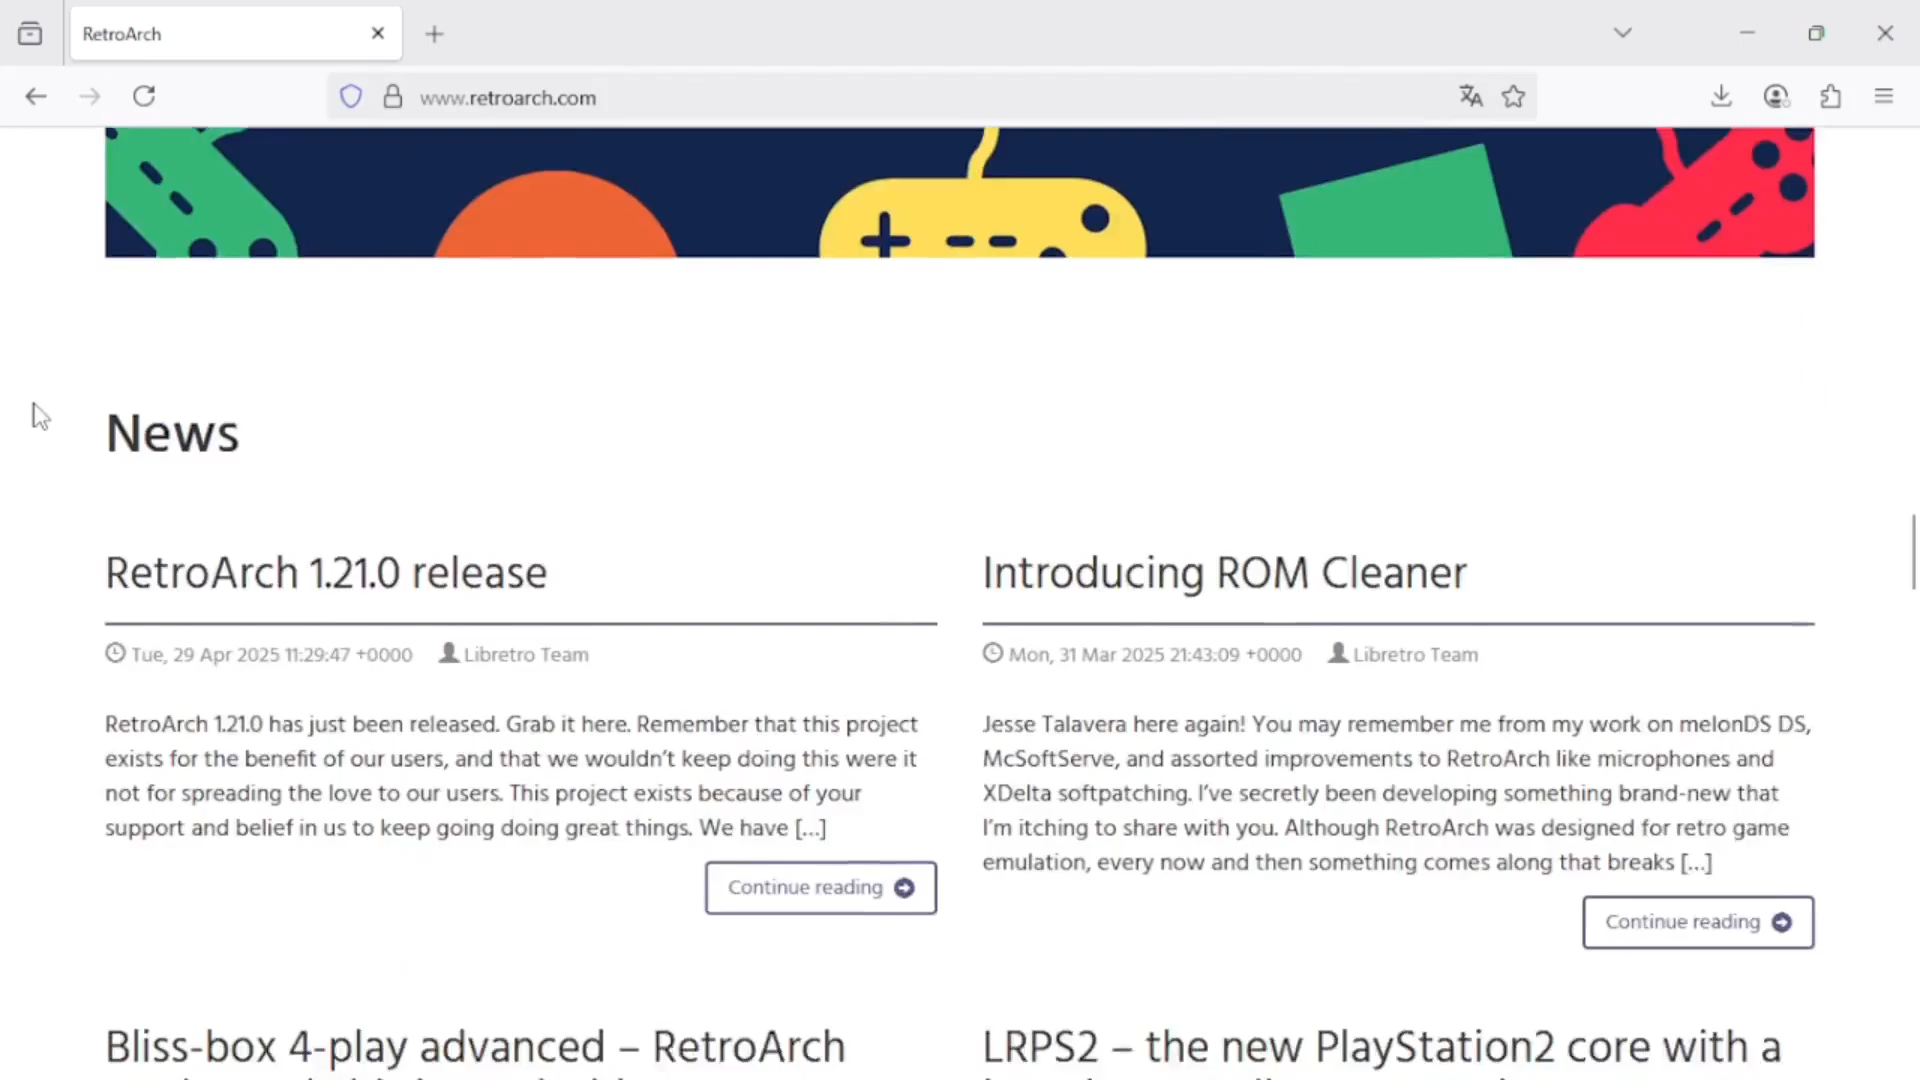 RetroArch
www.retroarch.com
News
RetroArch 1.21.0 release
Tue, 29 Apr 2025 11:29:47 +0000 Libretro Team
RetroArch 1.21.0 has just been released. Grab it here. Remember that this project
exists for the benefit of our users, and that we wouldn't keep doing this were it
not for spreading the love to our users. This project exists because of your
support and belief in us to keep going doing great things. We have [...]
Continue reading
Introducing ROM Cleaner
Mon, 31 Mar 2025 21:43:09 +0000 Libretro Team
Jesse Talavera here again! You may remember me from my work on melonDS DS,
McSoftServe, and assorted improvements to RetroArch like microphones and
XDelta softpatching. I've secretly been developing something brand-new that
I'm itching to share with you. Although RetroArch was designed for retro game
emulation, every now and then something comes along that breaks [...]
Continue reading
Bliss-box 4-play advanced – RetroArch
LRPS2 – the new PlayStation2 core with a